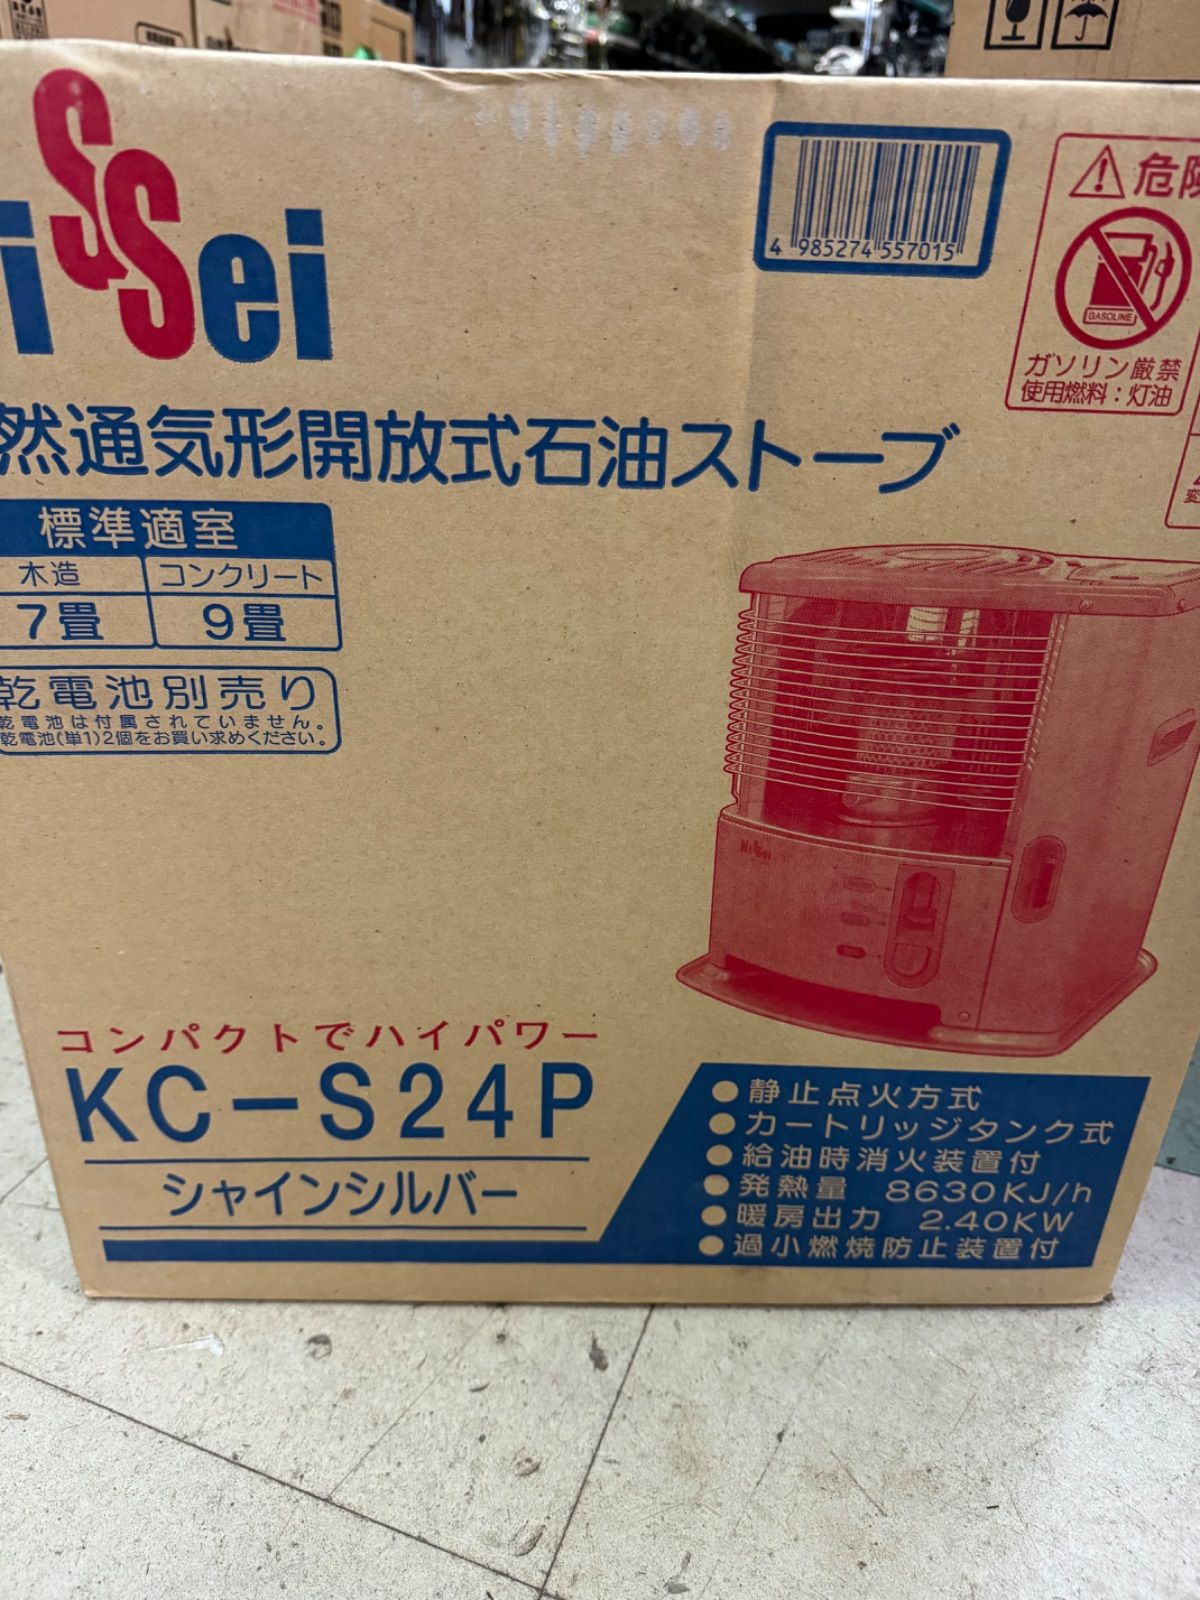 issei
4 985274 557015
危険
GASOLINE
ガソリン厳禁
使用燃料：灯油
然通気形開放式石油ストーブ
標準適室
木造 コンクリート
7畳 9畳
乾電池別売り
乾電池は付属されていません。
乾電池(単1)2個をお買い求めください。
Nissei
コンパクトでハイパワー
KC-S24P
シャインシルバー
●静止点火方式
●カートリッジタンク式
●給油時消火装置付
●発熱量 8630KJ/h
●暖房出力 2.40KW
●過小燃焼防止装置付